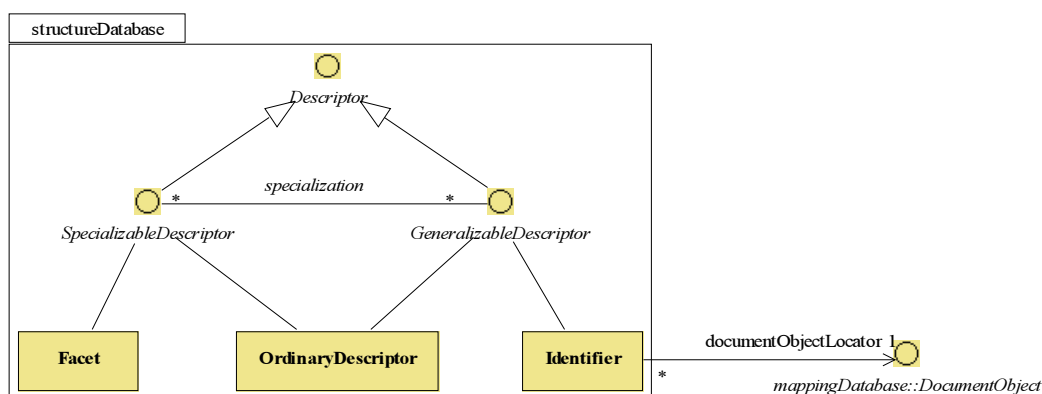 structureDatabase
Descriptor
specialization
* *
SpecializableDescriptor GeneralizableDescriptor
Facet OrdinaryDescriptor Identifier
documentObjectLocator 1
*
mappingDatabase::DocumentObject